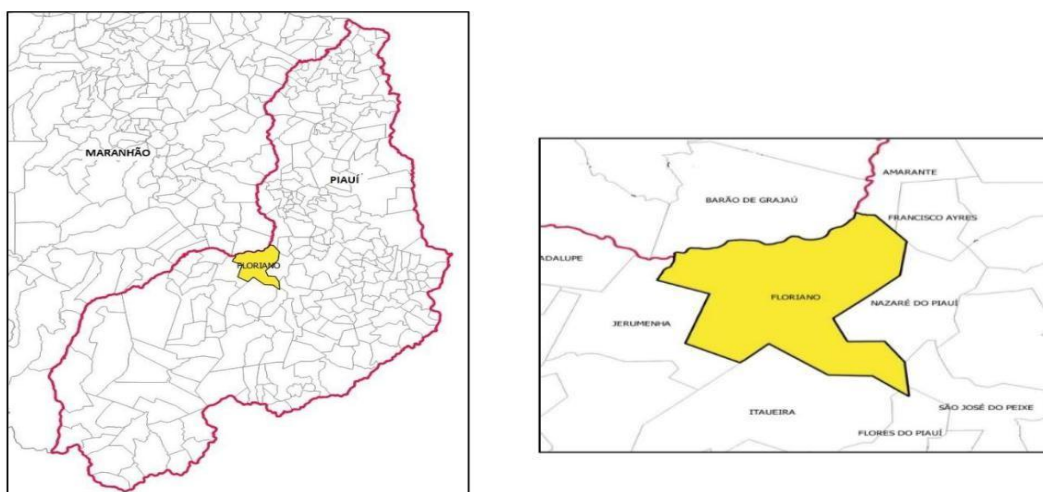 MARANHÃO
PIAUÍ
FLORIANO
AMARANTE
BARÃO DE GRAJAÚ
FRANCISCO AYRES
ADALUPE
FLORIANO
NAZARÉ DO PIAUÍ
JERUMENHA
ITAUEIRA
SÃO JOSÉ DO PEIXE
FLORES DO PIAUÍ